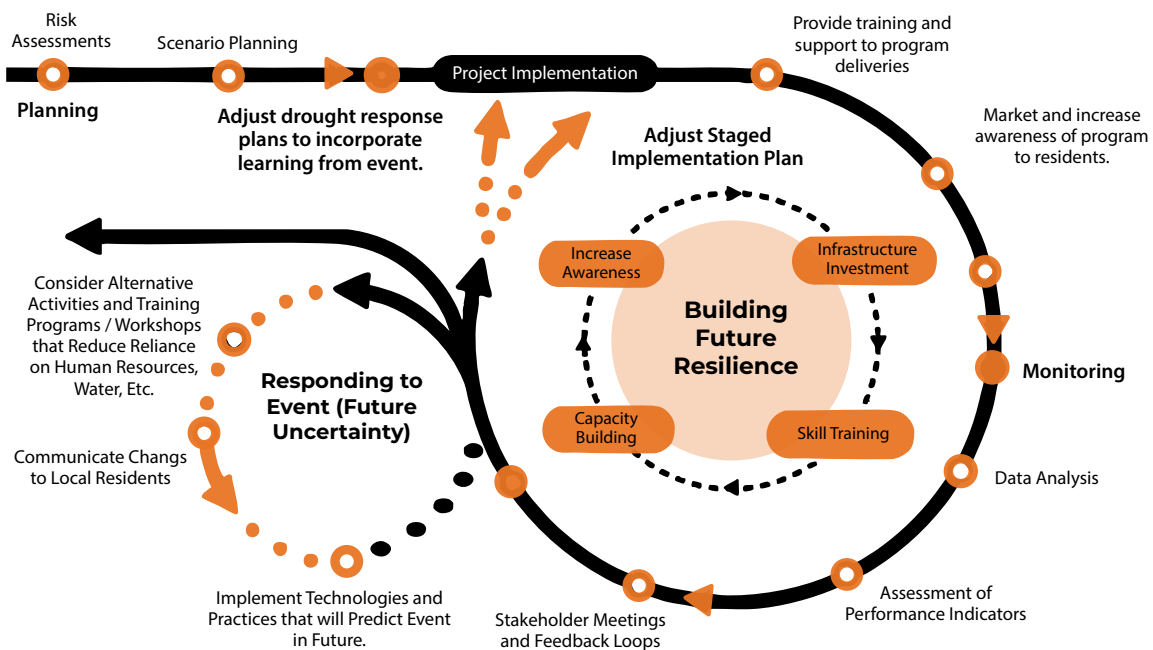 Risk
Assessments
Scenario Planning
Planning
Adjust drought response
plans to incorporate
learning from event.
Project Implementation
Provide training and
support to program
deliveries
Market and increase
awareness of program
to residents.
Adjust Staged
Implementation Plan
Increase
Awareness
Infrastructure
Investment
Building
Future
Resilience
Capacity
Building
Skill Training
Monitoring
Data Analysis
Assessment of
Performance Indicators
Stakeholder Meetings
and Feedback Loops
Consider Alternative
Activities and Training
Programs / Workshops
that Reduce Reliance
on Human Resources,
Water, Etc.
Responding to
Event (Future
Uncertainty)
Communicate Changs
to Local Residents
Implement Technologies and
Practices that will Predict Event
in Future.